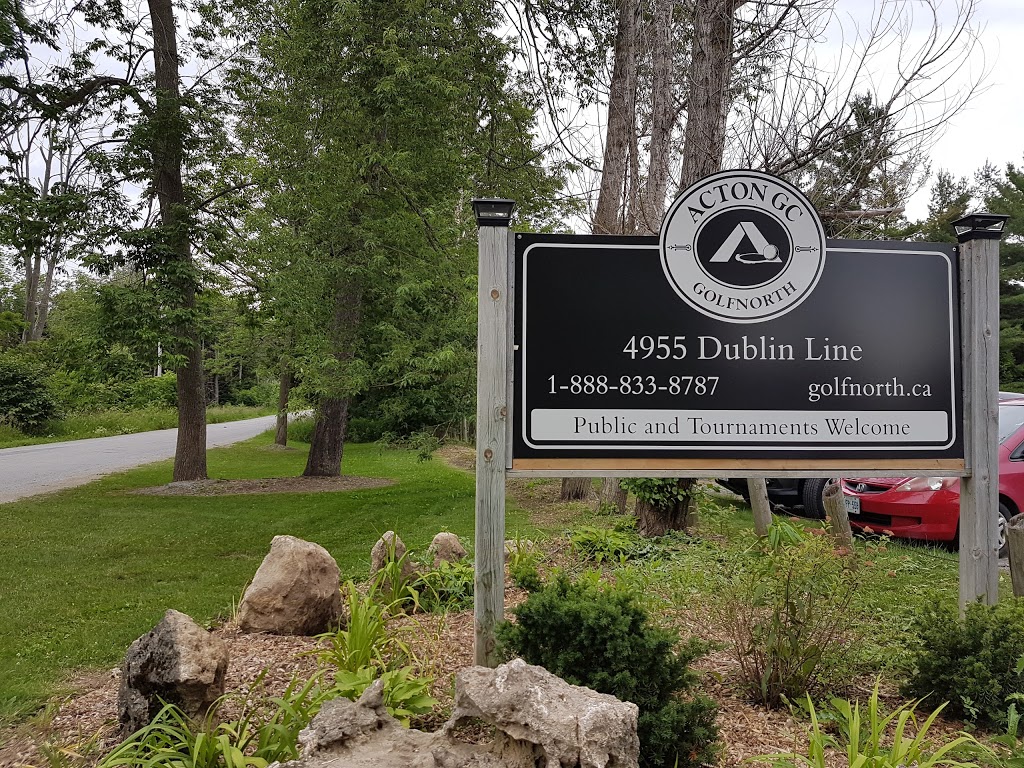 ACTON GC
GOLFNORTH
4955 Dublin Line
1-888-833-8787 golfnorth.ca
Public and Tournaments Welcome